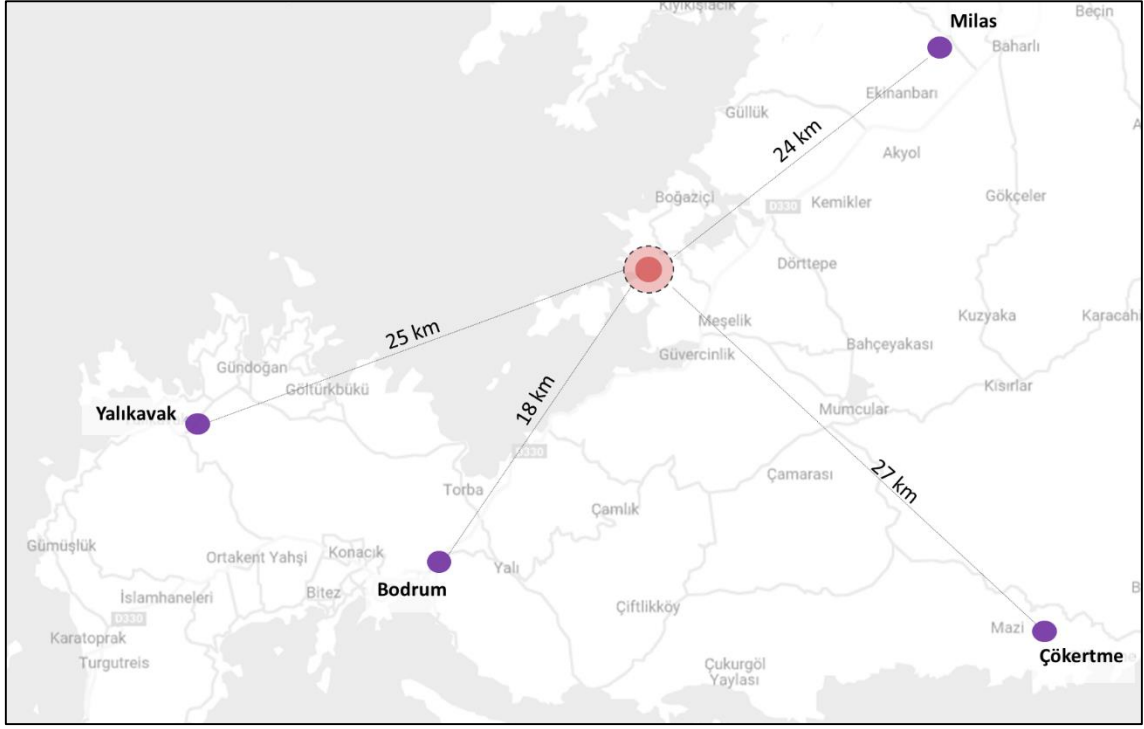 Kıyıkışlacık
Milas
Beçin
Baharlı
Ekinanbarı
Güllük
24 km
Akyol
Boğaziçi
D330
Kemikler
Gökçeler
Dörttepe
Meşelik
Kuzyaka
Karacahi
25 km
Güvercinlik
Bahçeyakası
Gündoğan
Göltürkbükü
Kısırlar
18 km
Yalıkavak
Mumcular
D330
27 km
Torba
Çamarası
Çamlık
Gümüşlük
Ortakent Yahşi
Konacık
Yalı
Bodrum
İslamhaneleri
Bitez
Çiftlikköy
D330
Mazi
Karatoprak
Turgutreis
Çökertme
Çukurgöl
Yaylası